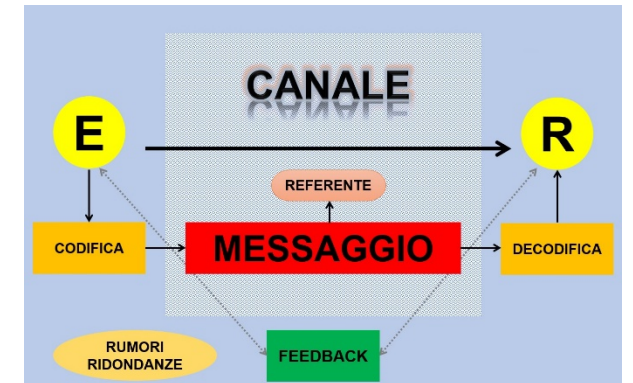 CANALE
E
R
REFERENTE
CODIFICA
MESSAGGIO
DECODIFICA
RUMORI
RIDONDANZE
FEEDBACK